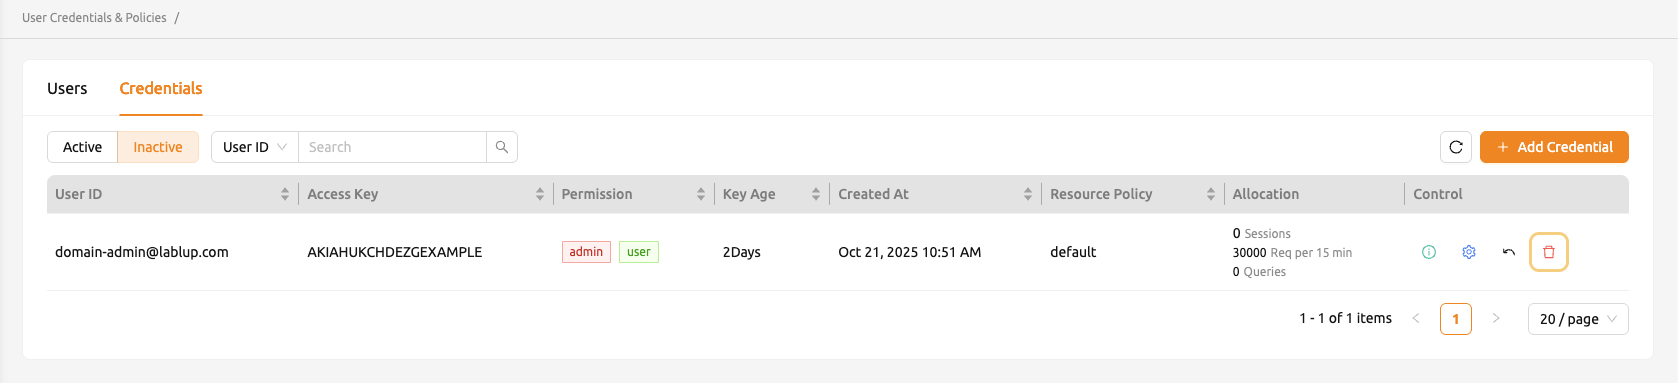 User Credentials & Policies /
Users Credentials
Active Inactive User ID Search Add Credential
User ID Access Key Permission Key Age Created At Resource Policy Allocation Control
domain-admin@lablup.com AKIAHUKCHDEZGEXAMPLE admin user 2Days Oct 21, 2025 10:51 AM default
0 Sessions
30000 Req per 15 min
0 Queries
1 - 1 of 1 items < 1 > 20 / page